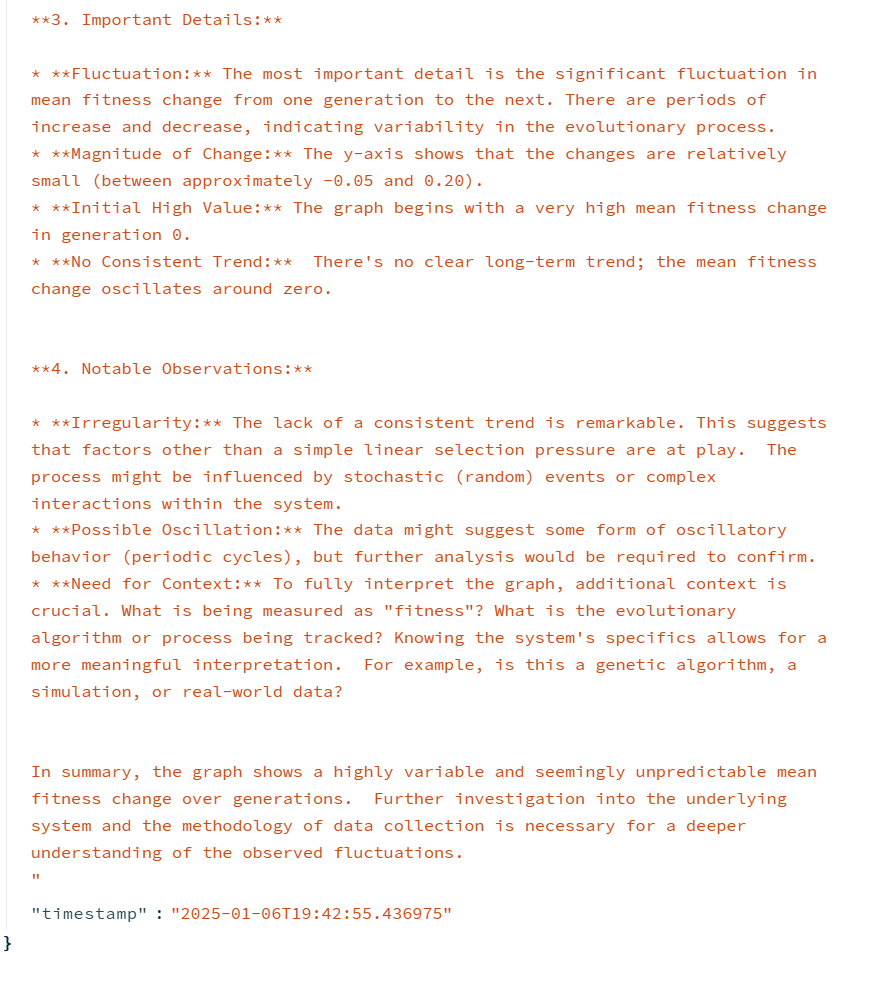 **3. Important Details:**
* **Fluctuation:** The most important detail is the significant fluctuation in
mean fitness change from one generation to the next. There are periods of
increase and decrease, indicating variability in the evolutionary process.
* **Magnitude of Change:** The y-axis shows that the changes are relatively
small (between approximately -0.05 and 0.20).
* **Initial High Value:** The graph begins with a very high mean fitness change
in generation 0.
* **No Consistent Trend:**  There's no clear long-term trend; the mean fitness
change oscillates around zero.
**4. Notable Observations:**
* **Irregularity:** The lack of a consistent trend is remarkable. This suggests
that factors other than a simple linear selection pressure are at play.  The
process might be influenced by stochastic (random) events or complex
interactions within the system.
* **Possible Oscillation:** The data might suggest some form of oscillatory
behavior (periodic cycles), but further analysis would be required to confirm.
* **Need for Context:** To fully interpret the graph, additional context is
crucial. What is being measured as "fitness"? What is the evolutionary
algorithm or process being tracked? Knowing the system's specifics allows for a
more meaningful interpretation.  For example, is this a genetic algorithm, a
simulation, or real-world data?
In summary, the graph shows a highly variable and seemingly unpredictable mean
fitness change over generations.  Further investigation into the underlying
system and the methodology of data collection is necessary for a deeper
understanding of the observed fluctuations.
"
"timestamp" : "2025-01-06T19:42:55.436975"
}